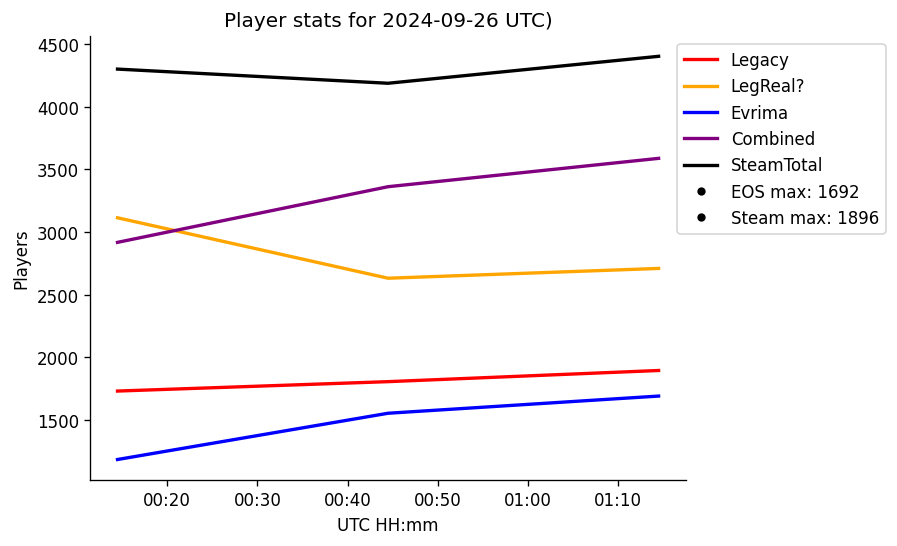 Player stats for 2024-09-26 UTC)
4500
4000
3500
3000
2500
2000
1500
Players
00:20 00:30 00:40 00:50 01:00 01:10
UTC HH:mm
Legacy
LegReal?
Evrima
Combined
SteamTotal
EOS max: 1692
Steam max: 1896